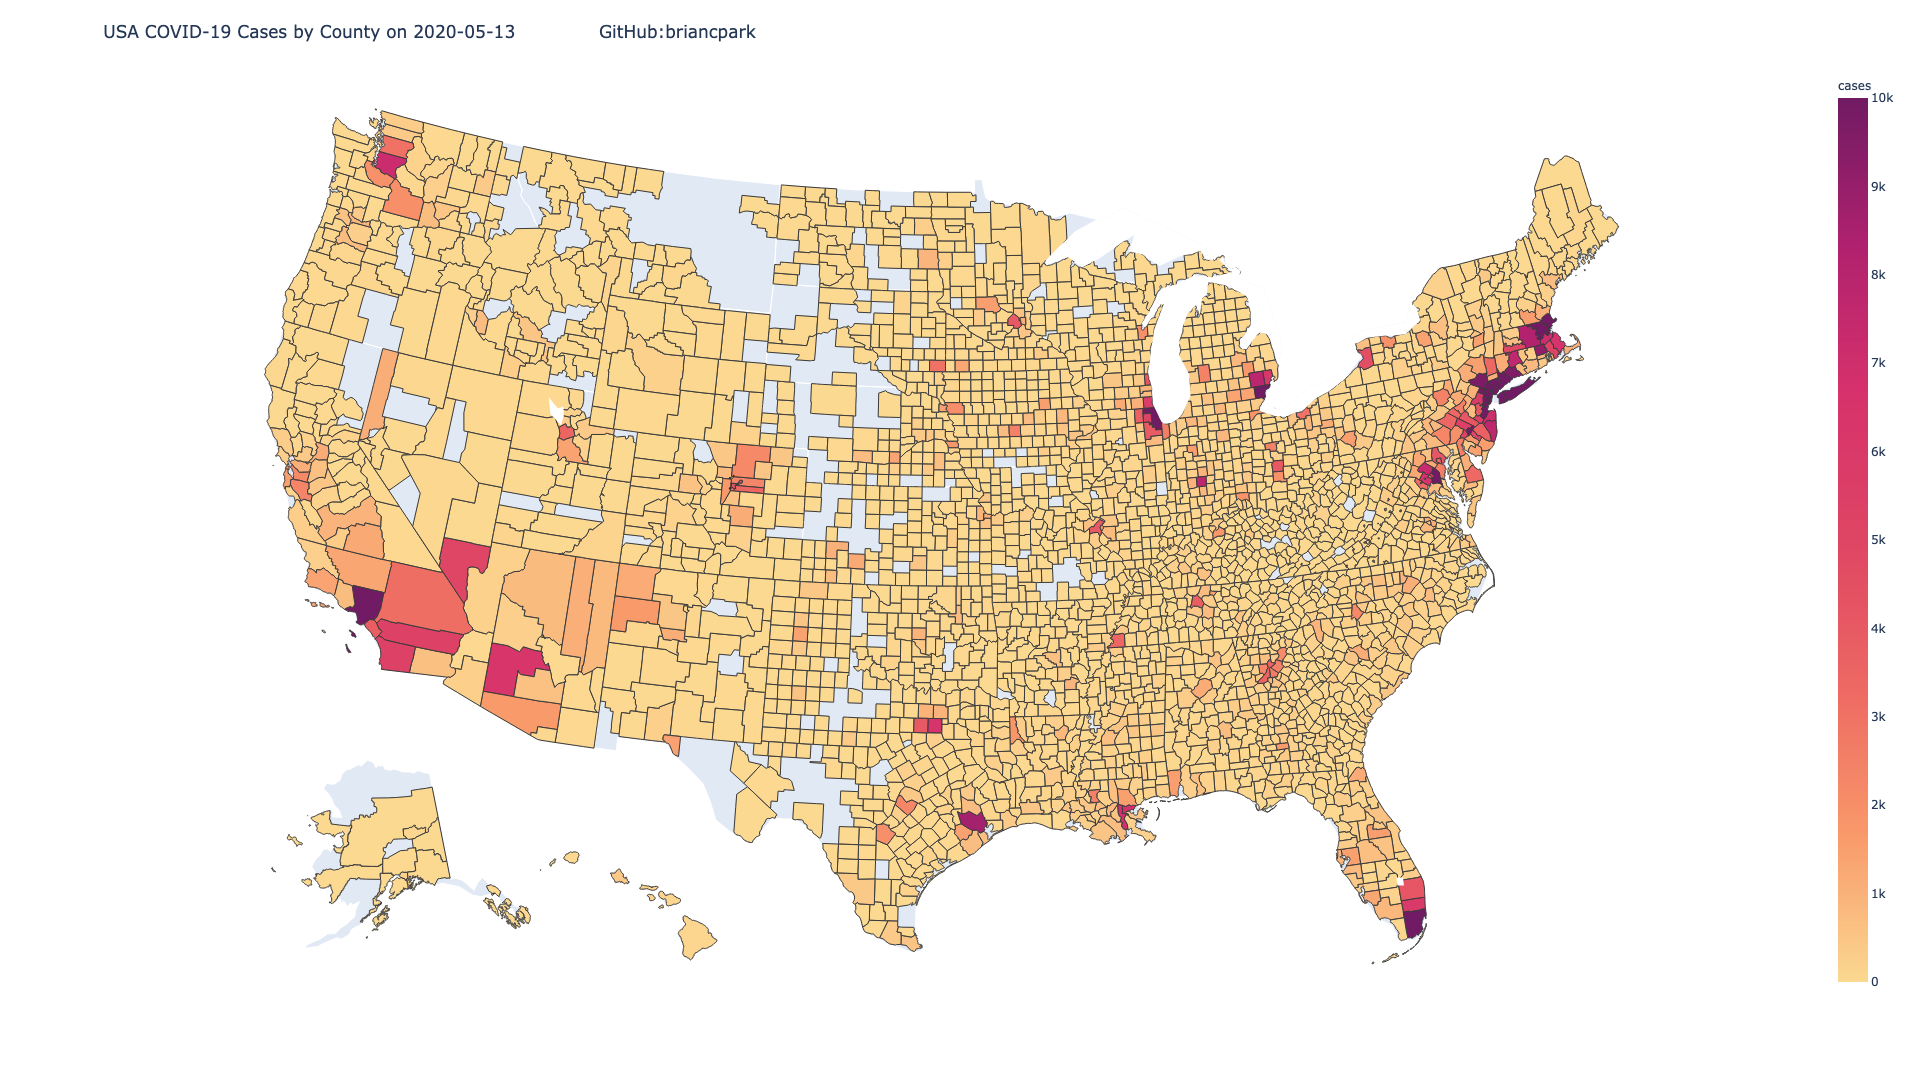 USA COVID-19 Cases by County on 2020-05-13 GitHub:briancpark
cases
10k
9k
8k
7k
6k
5k
4k
3k
2k
1k
0